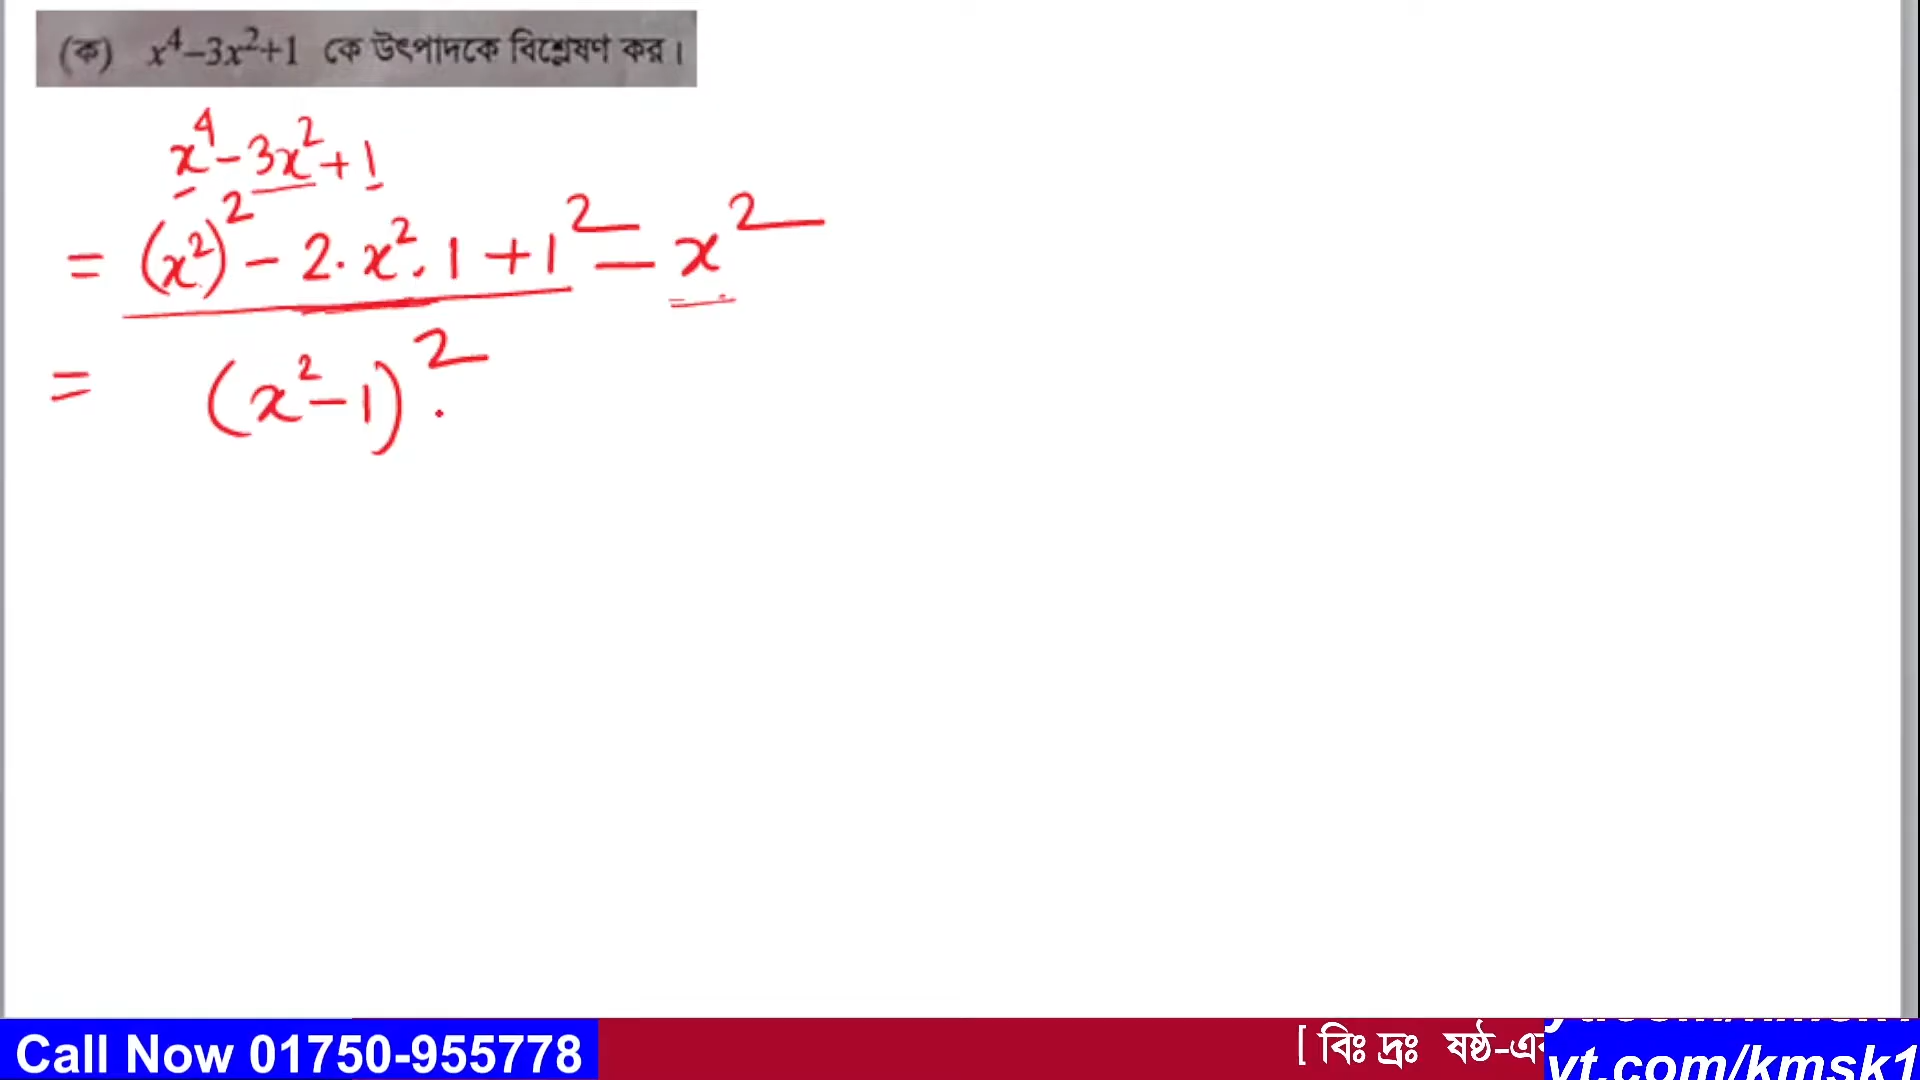 (ক) x⁴–3x²+1 কে উৎপাদকে বিশ্লেষণ কর।
x⁴ - 3x² + 1
= (x²)² - 2. x². 1 + 1² - x²
= (x² - 1)²
Call Now 01750-955778
[ বিঃ দ্রঃ ষষ্ঠ-এ
yt.com/kmsk1